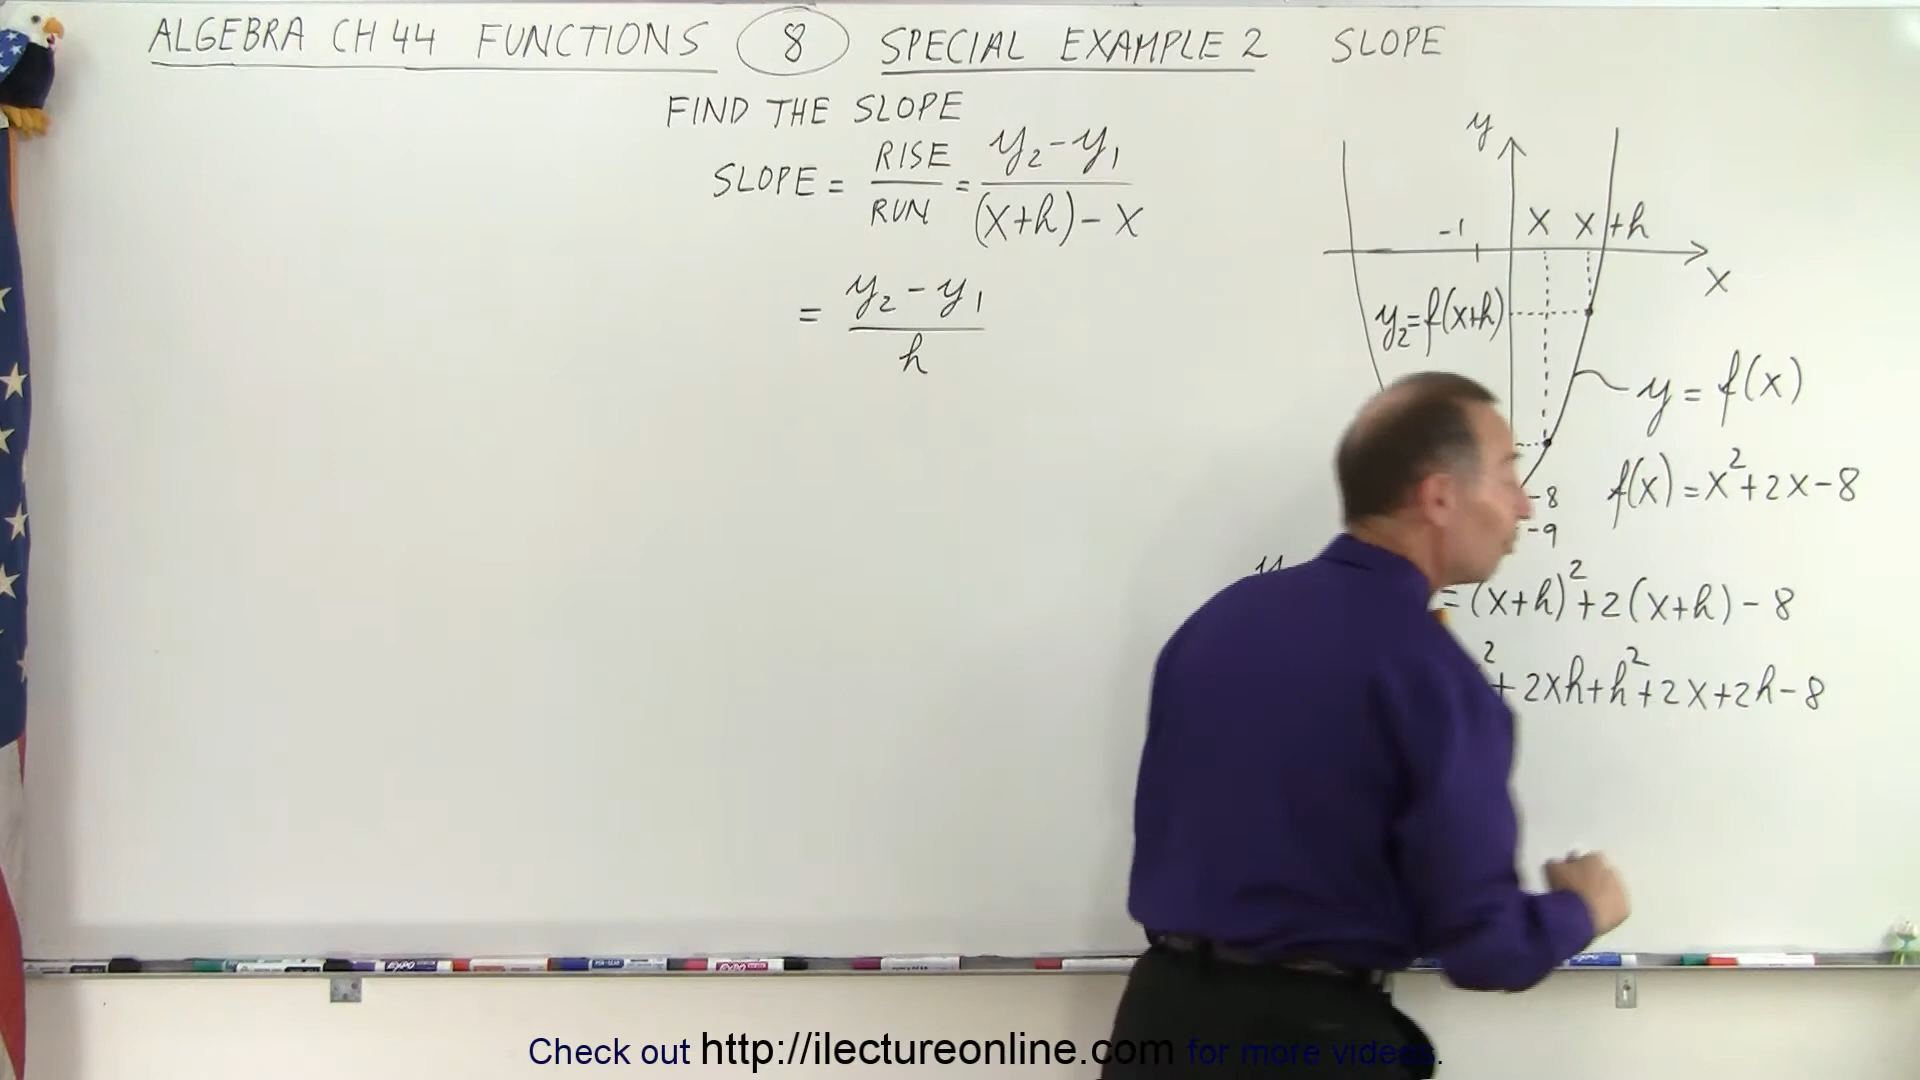 ALGEBRA CH 44 FUNCTIONS 8 SPECIAL EXAMPLE 2 SLOPE
FIND THE SLOPE
SLOPE = RISE/RUN = (y₂ - y₁)/((x+h) - x)
= (y₂ - y₁)/h
y
-1 x x+h
x
y₂ = f(x+h)
y = f(x)
-8
f(x) = x² + 2x - 8
-9
= (x+h)² + 2(x+h) - 8
² + 2xh + h² + 2x + 2h - 8
EXPO
Check out http://ilectureonline.com for more videos.